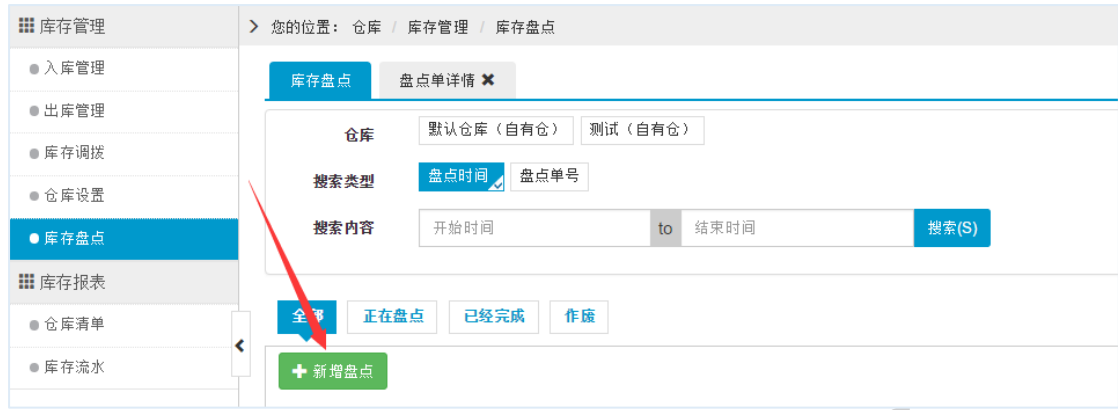 库存管理
入库管理
出库管理
库存调拨
仓库设置
库存盘点
库存报表
仓库清单
库存流水
您的位置： 仓库 / 库存管理 / 库存盘点
库存盘点 盘点单详情
仓库 默认仓库（自有仓） 测试（自有仓）
搜索类型 盘点时间 盘点单号
搜索内容 开始时间 to 结束时间 搜索(S)
全部 正在盘点 已经完成 作废
新增盘点